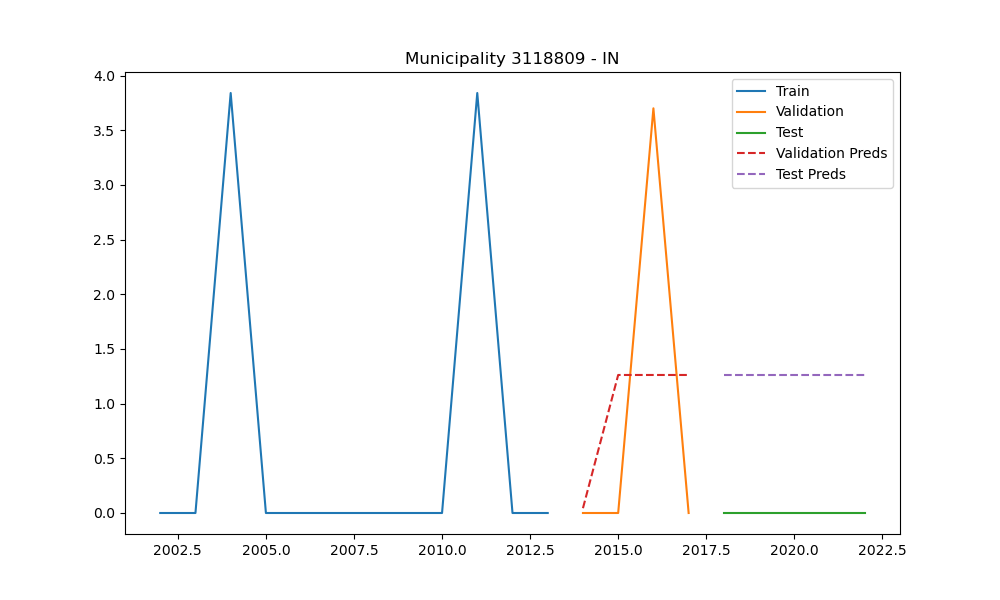 Municipality 3118809 - IN
4.0
3.5
3.0
2.5
2.0
1.5
1.0
0.5
0.0
Train
Validation
Test
Validation Preds
Test Preds
2002.5 2005.0 2007.5 2010.0 2012.5 2015.0 2017.5 2020.0 2022.5